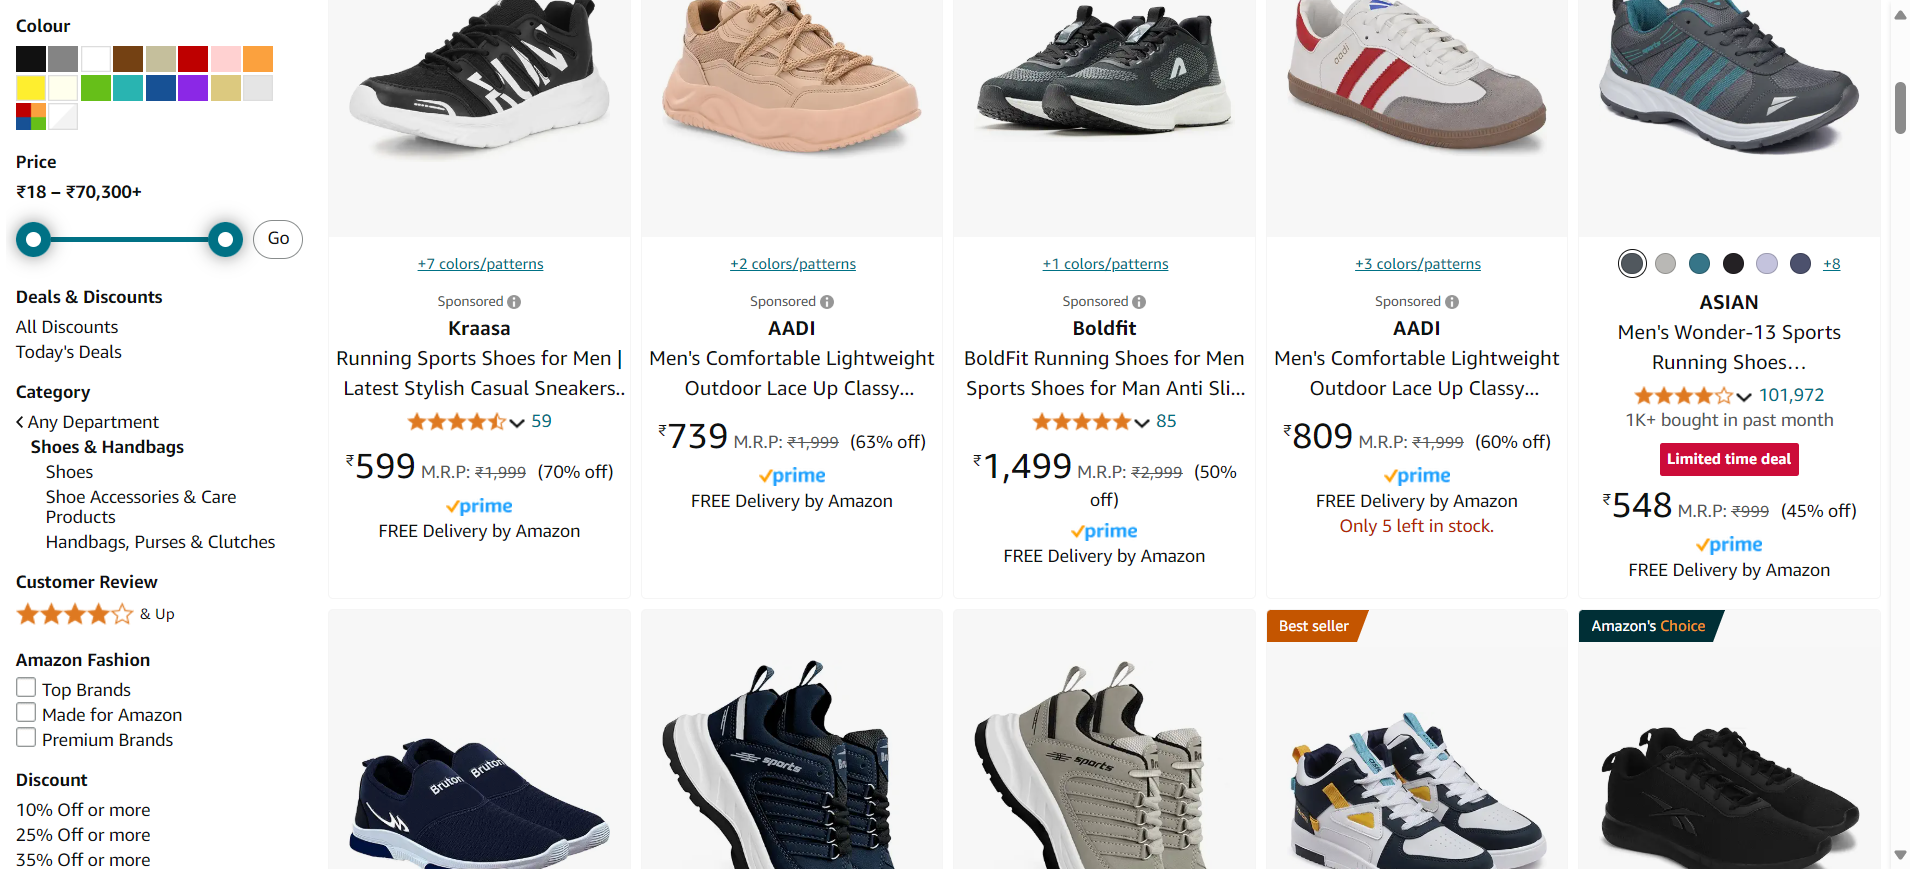 Colour
Price
₹18 – ₹70,300+
Go
Deals & Discounts
All Discounts
Today's Deals
Category
Any Department
Shoes & Handbags
Shoes
Shoe Accessories & Care
Products
Handbags, Purses & Clutches
Customer Review
& Up
Amazon Fashion
Top Brands
Made for Amazon
Premium Brands
Discount
10% Off or more
25% Off or more
35% Off or more
+7 colors/patterns
Sponsored
Kraasa
Running Sports Shoes for Men |
Latest Stylish Casual Sneakers..
59
₹599 M.R.P: ₹1,999 (70% off)
prime
FREE Delivery by Amazon
+2 colors/patterns
Sponsored
AADI
Men's Comfortable Lightweight
Outdoor Lace Up Classy...
₹739 M.R.P: ₹1,999 (63% off)
prime
FREE Delivery by Amazon
+1 colors/patterns
Sponsored
Boldfit
BoldFit Running Shoes for Men
Sports Shoes for Man Anti Sli...
85
₹1,499 M.R.P: ₹2,999 (50%
off)
prime
FREE Delivery by Amazon
aadi
+3 colors/patterns
Sponsored
AADI
Men's Comfortable Lightweight
Outdoor Lace Up Classy...
₹809 M.R.P: ₹1,999 (60% off)
prime
FREE Delivery by Amazon
Only 5 left in stock.
+8
ASIAN
Men's Wonder-13 Sports
Running Shoes...
101,972
1K+ bought in past month
Limited time deal
₹548 M.R.P: ₹999 (45% off)
prime
FREE Delivery by Amazon
Bruton
Bruton
sports
sports
Best seller
Amazon's Choice